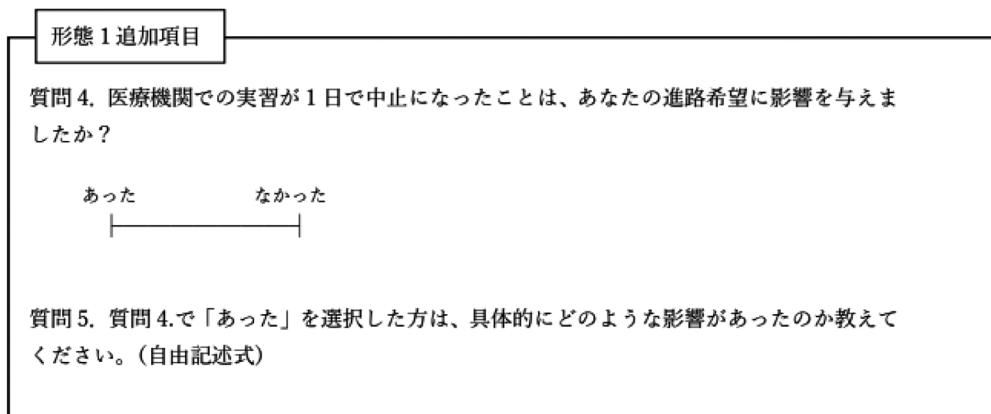 形態1追加項目
質問4. 医療機関での実習が1日で中止になったことは、あなたの進路希望に影響を与えま
したか？
あった　なかった
質問5. 質問4.で「あった」を選択した方は、具体的にどのような影響があったのか教えて
ください。（自由記述式）